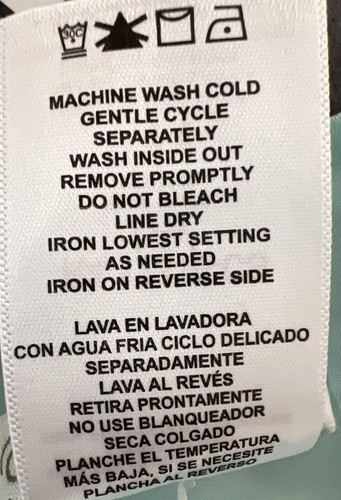 30C
MACHINE WASH COLD
GENTLE CYCLE
SEPARATELY
WASH INSIDE OUT
REMOVE PROMPTLY
DO NOT BLEACH
LINE DRY
IRON LOWEST SETTING
AS NEEDED
IRON ON REVERSE SIDE
LAVA EN LAVADORA
CON AGUA FRIA CICLO DELICADO
SEPARADAMENTE
LAVA AL REVÉS
RETIRA PRONTAMENTE
NO USE BLANQUEADOR
SECA COLGADO
PLANCHE EL TEMPERATURA
MÁS BAJA, SI SE NECESITE
PLANCHA AL REVERSO